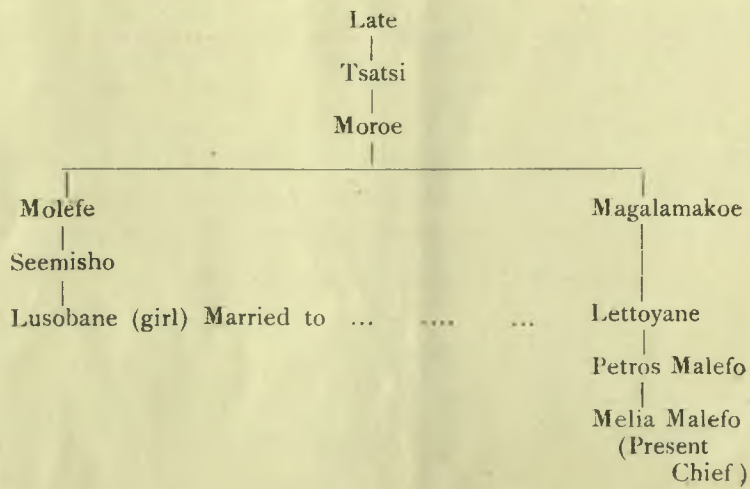 Late
Tsatsi
Moroe
Molefe Magalamakoe
Seemisho
Lusobane (girl) Married to ... .... ... Lettoyane
Petros Malefo
Melia Malefo
(Present
Chief)